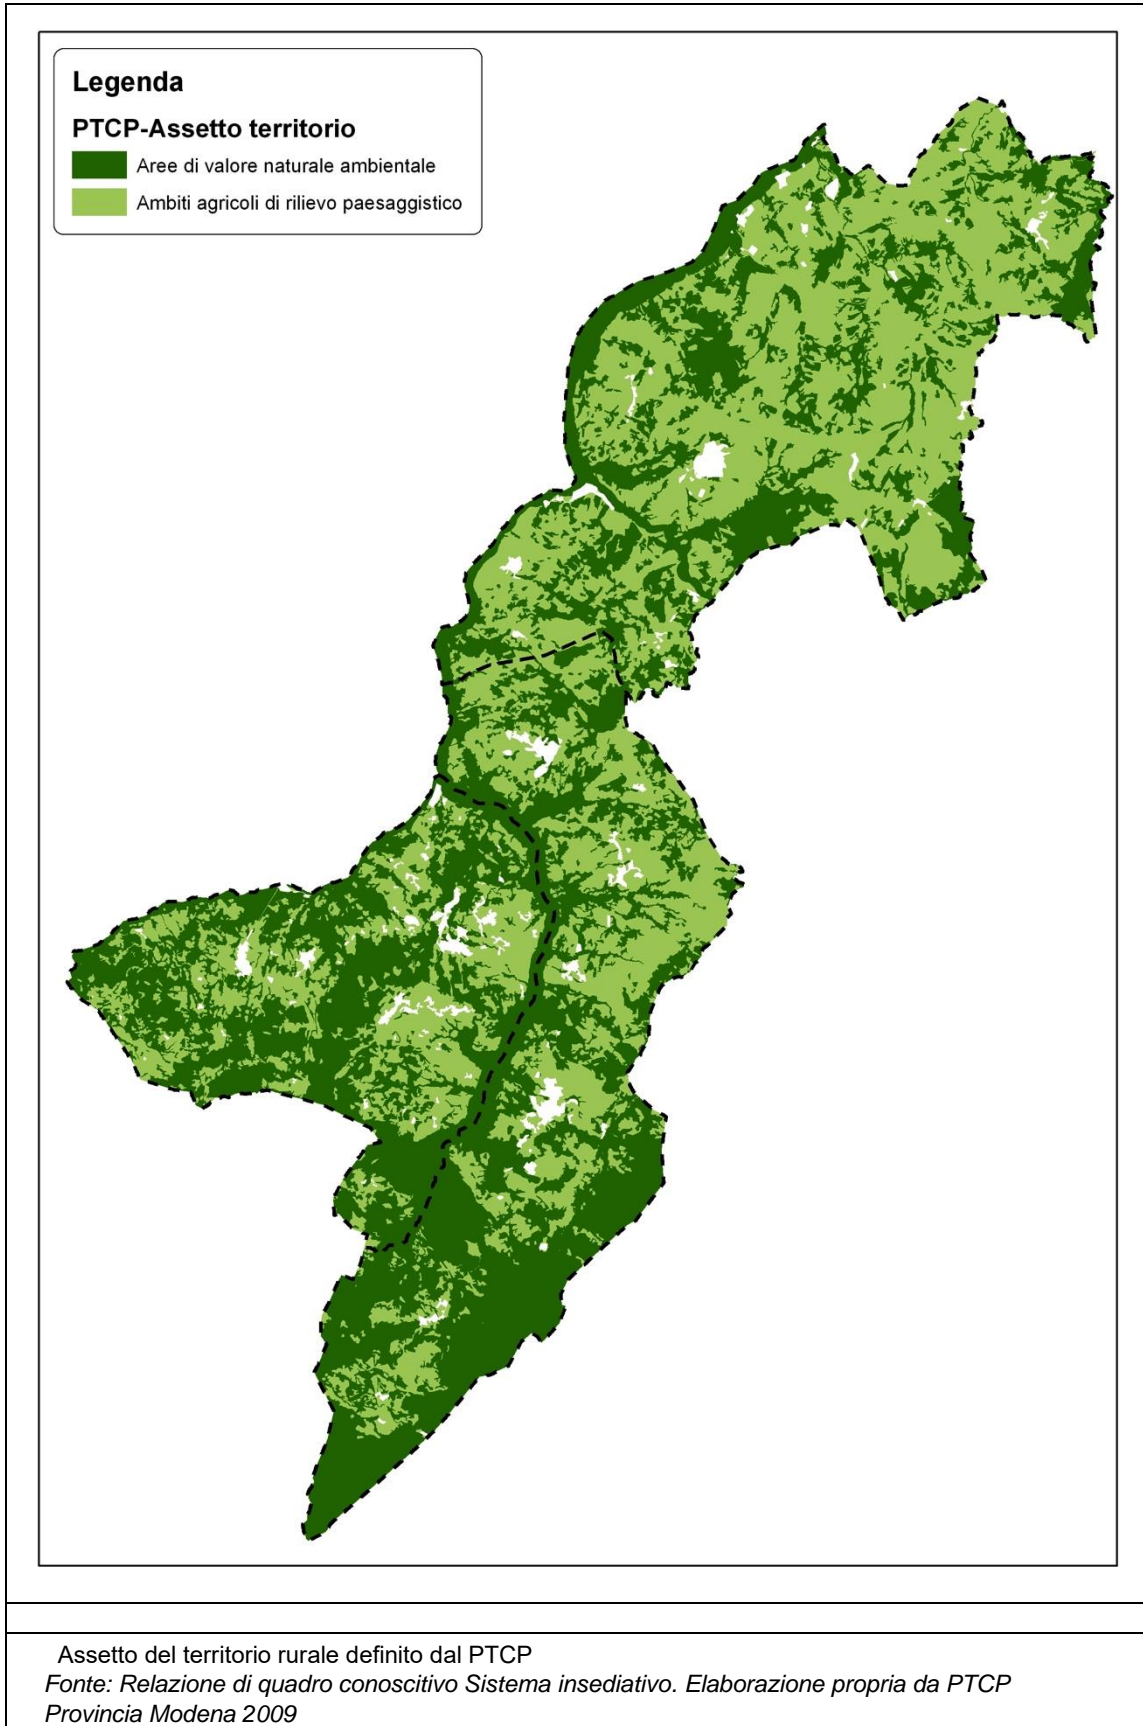 Legenda
PTCP-Assetto territorio
Aree di valore naturale ambientale
Ambiti agricoli di rilievo paesaggistico
Assetto del territorio rurale definito dal PTCP
Fonte: Relazione di quadro conoscitivo Sistema insediativo. Elaborazione propria da PTCP
Provincia Modena 2009